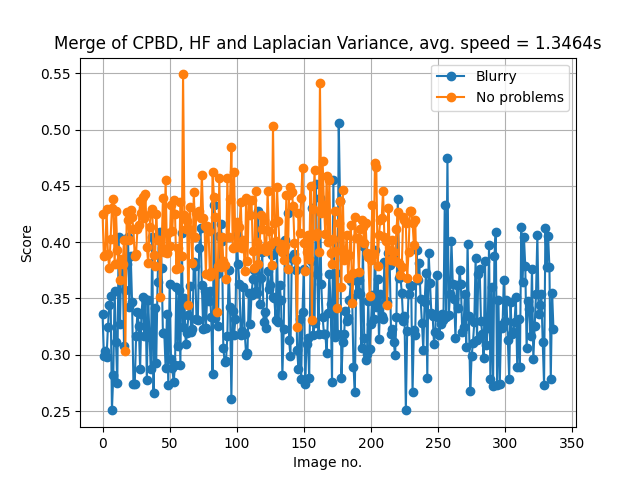 Merge of CPBD, HF and Laplacian Variance, avg. speed = 1.3464s
Blurry
No problems
0.55
0.50
0.45
0.40
0.35
0.30
0.25
Score
0 50 100 150 200 250 300 350
Image no.